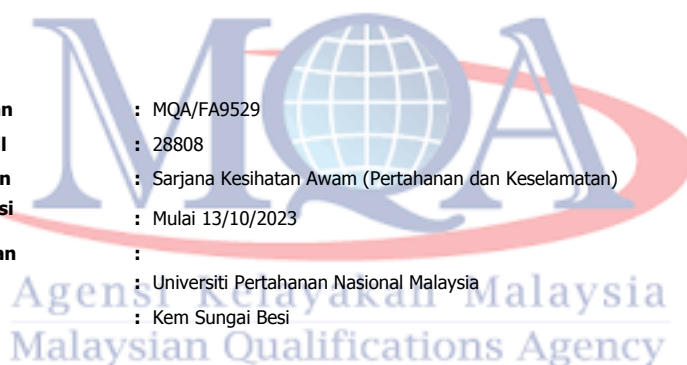 MQA
an : MQA/FA9529
l : 28808
n : Sarjana Kesihatan Awam (Pertahanan dan Keselamatan)
si : Mulai 13/10/2023
an :
: Universiti Pertahanan Nasional Malaysia
Agensi Kelayakan Malaysia
: Kem Sungai Besi
Malaysian Qualifications Agency